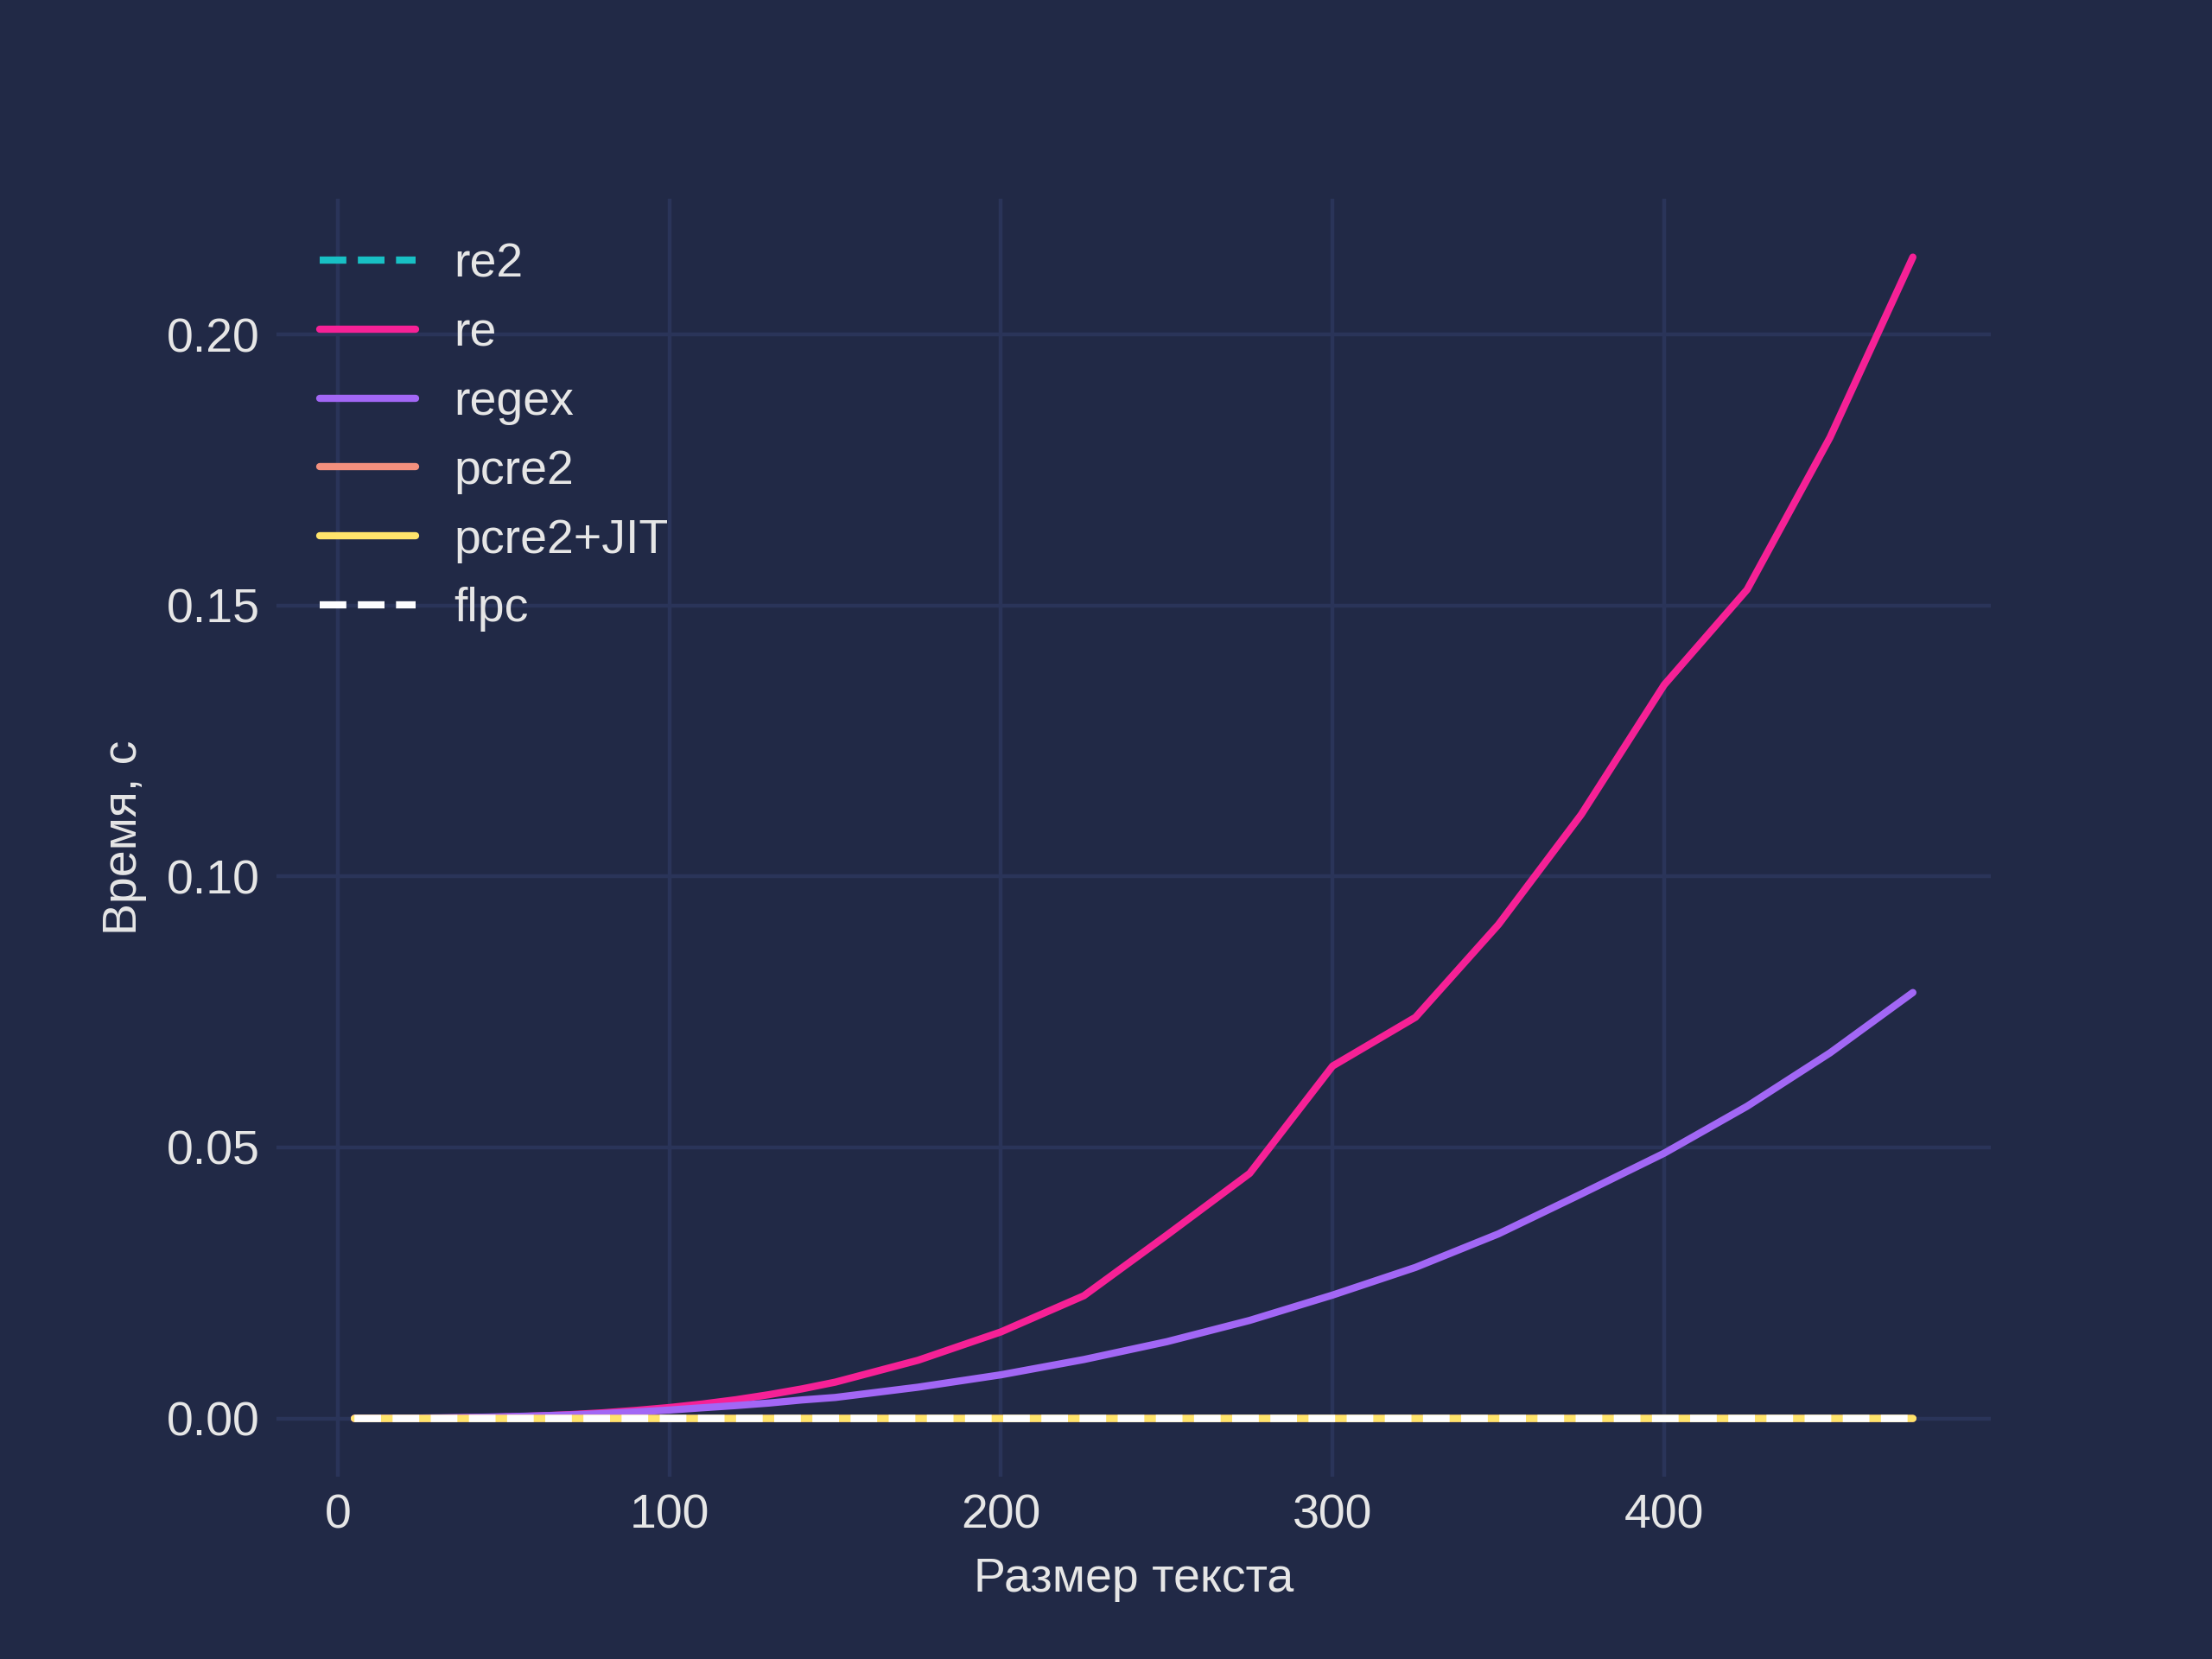 re2
re
regex
pcre2
pcre2+JIT
flpc
0.20
0.15
0.10
0.05
0.00
Время, с
0 100 200 300 400
Размер текста